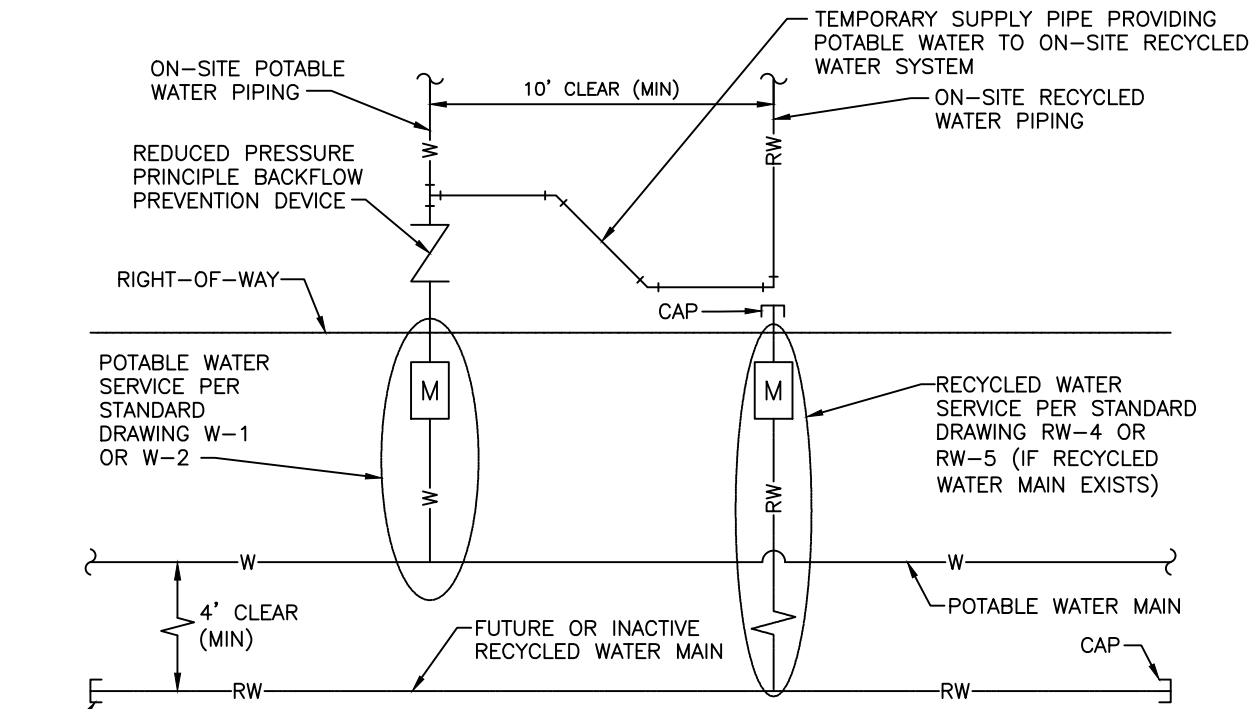 TEMPORARY SUPPLY PIPE PROVIDING
POTABLE WATER TO ON-SITE RECYCLED
WATER SYSTEM
ON-SITE POTABLE
WATER PIPING
10' CLEAR (MIN)
ON-SITE RECYCLED
WATER PIPING
REDUCED PRESSURE
PRINCIPLE BACKFLOW
PREVENTION DEVICE
W
RW
RIGHT-OF-WAY
CAP
POTABLE WATER
SERVICE PER
STANDARD
DRAWING W-1
OR W-2
M
M
RECYCLED WATER
SERVICE PER STANDARD
DRAWING RW-4 OR
RW-5 (IF RECYCLED
WATER MAIN EXISTS)
W
RW
W
W
4' CLEAR
(MIN)
POTABLE WATER MAIN
FUTURE OR INACTIVE
RECYCLED WATER MAIN
CAP
RW
RW